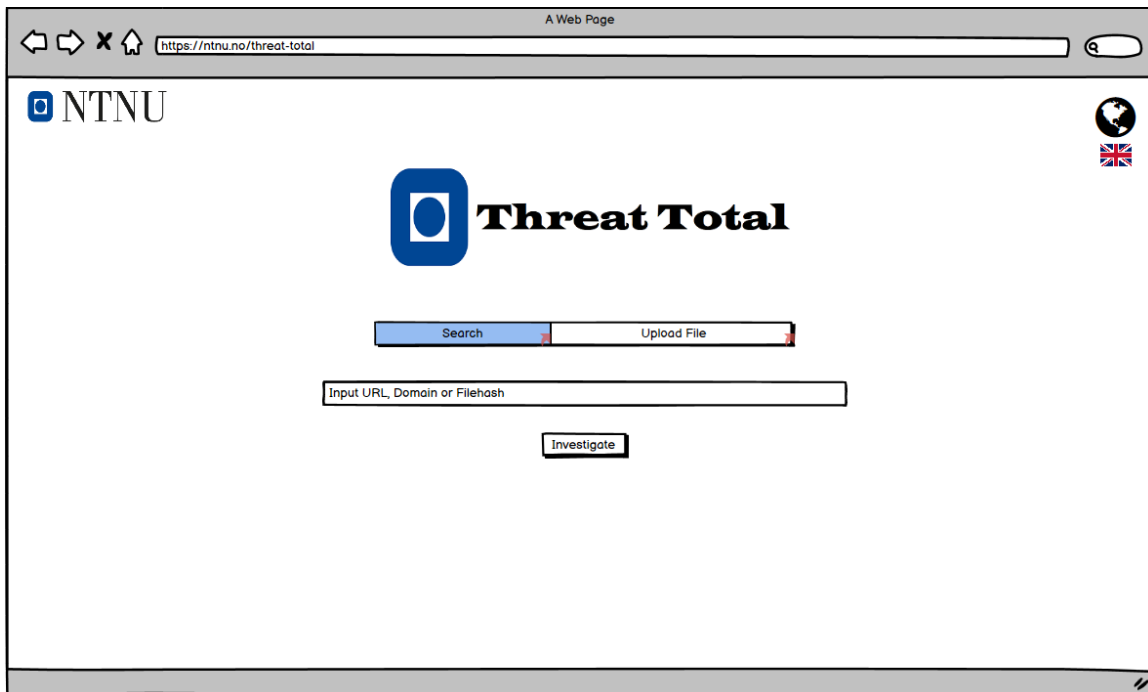 A Web Page
https://ntnu.no/threat-total
NTNU
Threat Total
Search
Upload File
Input URL, Domain or Filehash
Investigate